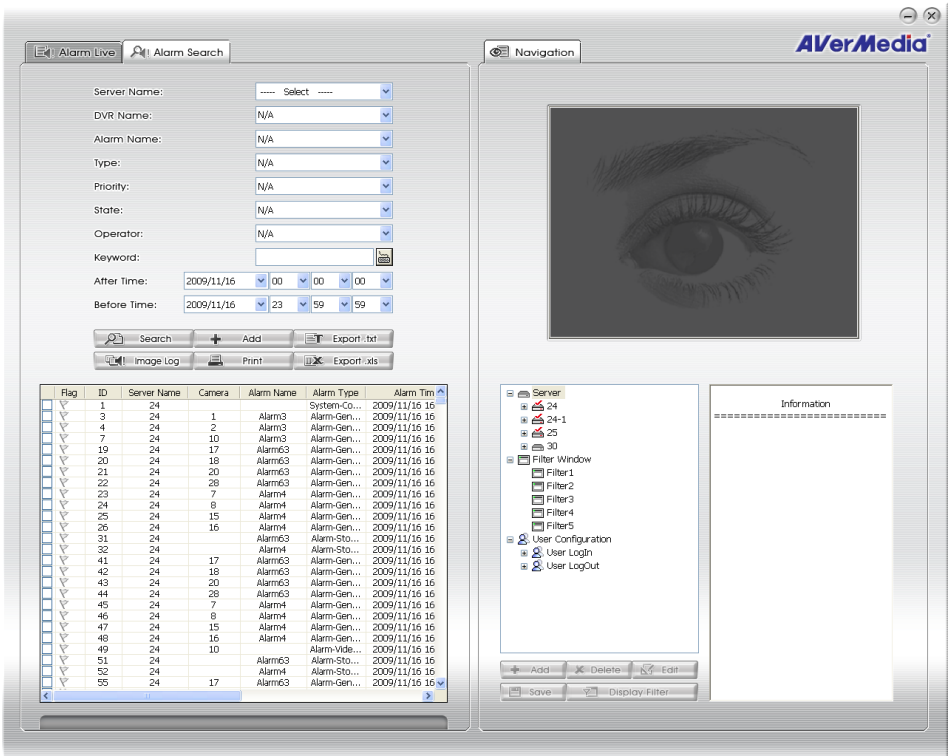 Alarm Live Alarm Search Navigation AVerMedia
Server Name: ----- Select -----
DVR Name: N/A
Alarm Name: N/A
Type: N/A
Priority: N/A
State: N/A
Operator: N/A
Keyword:
After Time: 2009/11/16 00 00 00
Before Time: 2009/11/16 23 59 59
Search Add Export .txt
Image Log Print Export .xls
Flag ID Server Name Camera Alarm Name Alarm Type Alarm Tim
1 24 System-Co... 2009/11/16 16
3 24 1 Alarm3 Alarm-Gen... 2009/11/16 16
4 24 2 Alarm3 Alarm-Gen... 2009/11/16 16
7 24 10 Alarm3 Alarm-Gen... 2009/11/16 16
19 24 17 Alarm63 Alarm-Gen... 2009/11/16 16
20 24 18 Alarm63 Alarm-Gen... 2009/11/16 16
21 24 20 Alarm63 Alarm-Gen... 2009/11/16 16
22 24 28 Alarm63 Alarm-Gen... 2009/11/16 16
23 24 7 Alarm4 Alarm-Gen... 2009/11/16 16
24 24 8 Alarm4 Alarm-Gen... 2009/11/16 16
25 24 15 Alarm4 Alarm-Gen... 2009/11/16 16
26 24 16 Alarm4 Alarm-Gen... 2009/11/16 16
31 24 Alarm63 Alarm-Sto... 2009/11/16 16
32 24 Alarm4 Alarm-Sto... 2009/11/16 16
41 24 17 Alarm63 Alarm-Gen... 2009/11/16 16
42 24 18 Alarm63 Alarm-Gen... 2009/11/16 16
43 24 20 Alarm63 Alarm-Gen... 2009/11/16 16
44 24 28 Alarm63 Alarm-Gen... 2009/11/16 16
45 24 7 Alarm4 Alarm-Gen... 2009/11/16 16
46 24 8 Alarm4 Alarm-Gen... 2009/11/16 16
47 24 15 Alarm4 Alarm-Gen... 2009/11/16 16
48 24 16 Alarm4 Alarm-Gen... 2009/11/16 16
49 24 10 Alarm-Vide... 2009/11/16 16
51 24 Alarm63 Alarm-Sto... 2009/11/16 16
52 24 Alarm4 Alarm-Sto... 2009/11/16 16
55 24 17 Alarm63 Alarm-Gen... 2009/11/16 16
Server
24
24-1
25
30
Filter Window
Filter1
Filter2
Filter3
Filter4
Filter5
User Configuration
User LogIn
User LogOut
Add Delete Edit
Save Display Filter
Information
==========================